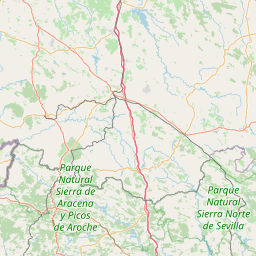 Parque
Natural
Sierra de
Aracena
y Picos
de Aroche
Parque
Natural
Sierra Norte
de Sevilla